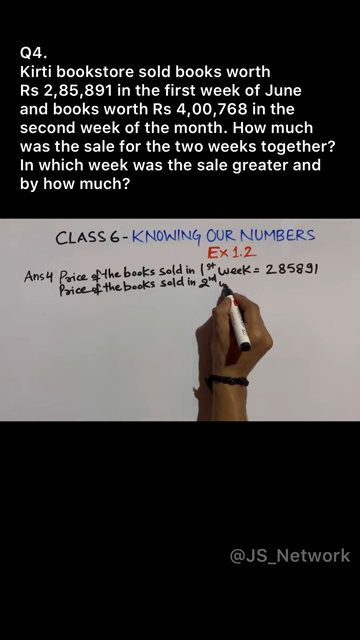 Q4.
Kirti bookstore sold books worth
Rs 2,85,891 in the first week of June
and books worth Rs 4,00,768 in the
second week of the month. How much
was the sale for the two weeks together?
In which week was the sale greater and
by how much?
CLASS 6 - KNOWING OUR NUMBERS
Ex 1.2
Ans 4 Price of the books sold in 1st week = 285891
Price of the books sold in 2nd
@JS_Network